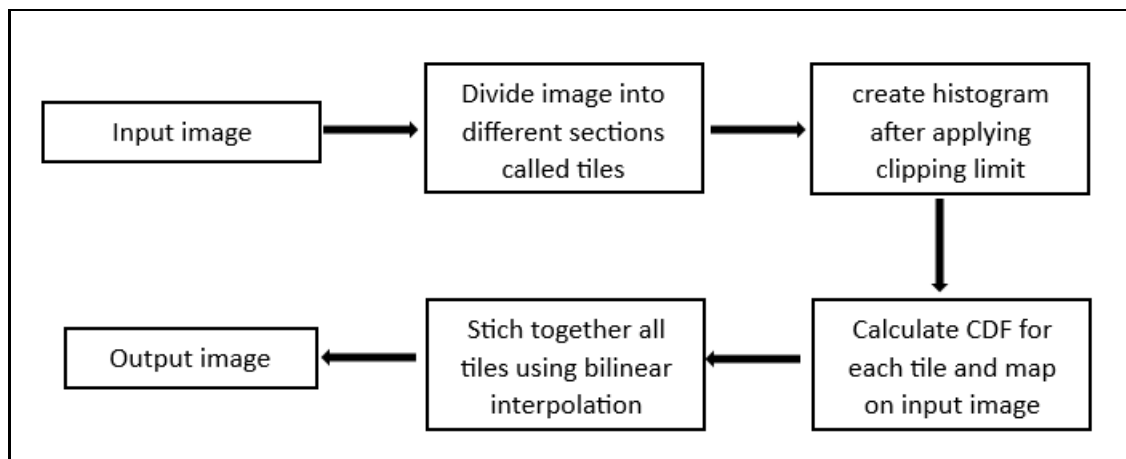 Input image
Divide image into
different sections
called tiles
create histogram
after applying
clipping limit
Calculate CDF for
each tile and map
on input image
Stich together all
tiles using bilinear
interpolation
Output image